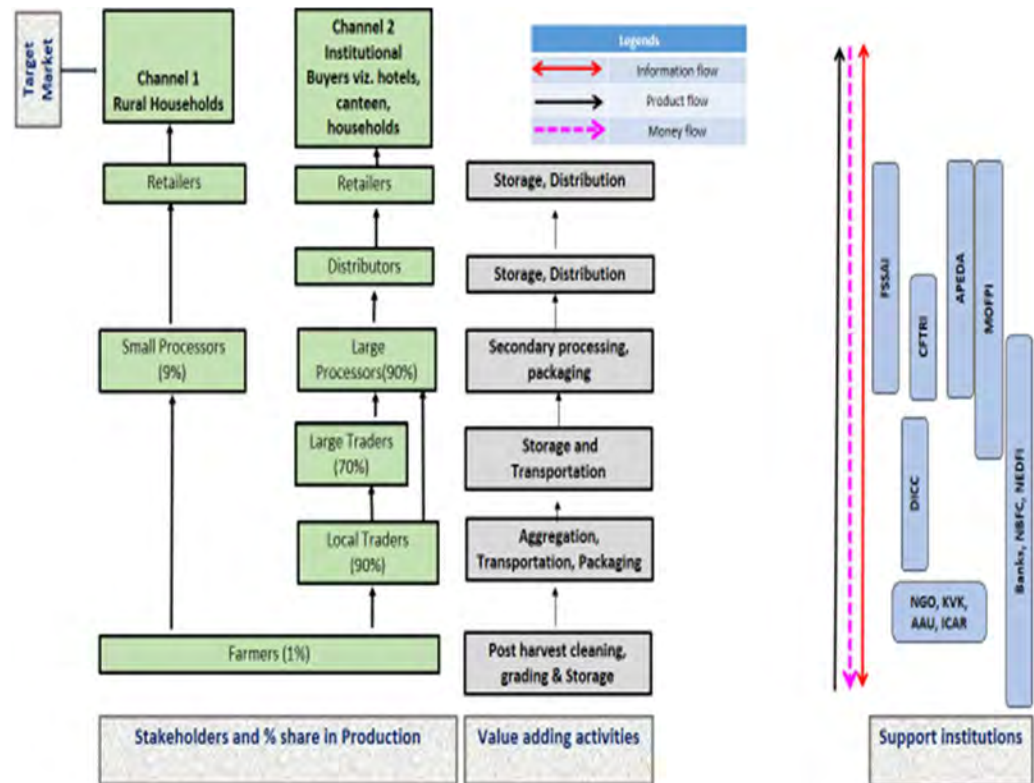 Target
Market
Channel 1
Rural Households
Channel 2
Institutional
Buyers viz. hotels,
canteen,
households
Legends
Information flow
Product flow
Money flow
Retailers
Retailers
Storage, Distribution
Distributors
Storage, Distribution
Small Processors
(9%)
Large
Processors(90%)
Secondary processing,
packaging
Large Traders
(70%)
Storage and
Transportation
Local Traders
(90%)
Aggregation,
Transportation, Packaging
Farmers (1%)
Post harvest cleaning,
grading & Storage
FSSAI
CFTRI
APEDA
MOFPI
DICC
Banks, NBFC, NEDFI
NGO, KVK,
AAU, ICAR
Stakeholders and % share in Production
Value adding activities
Support institutions